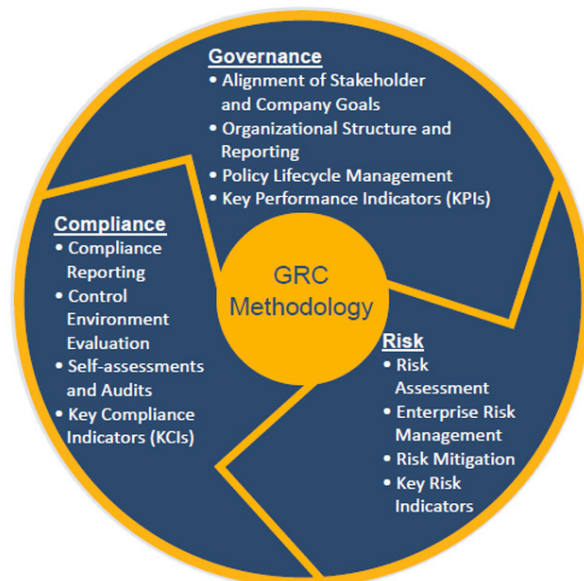 Governance
• Alignment of Stakeholder
and Company Goals
• Organizational Structure and
Reporting
• Policy Lifecycle Management
• Key Performance Indicators (KPIs)
Compliance
• Compliance
Reporting
• Control
Environment
Evaluation
• Self-assessments
and Audits
• Key Compliance
Indicators (KCIs)
GRC
Methodology
Risk
• Risk
Assessment
• Enterprise Risk
Management
• Risk Mitigation
• Key Risk
Indicators